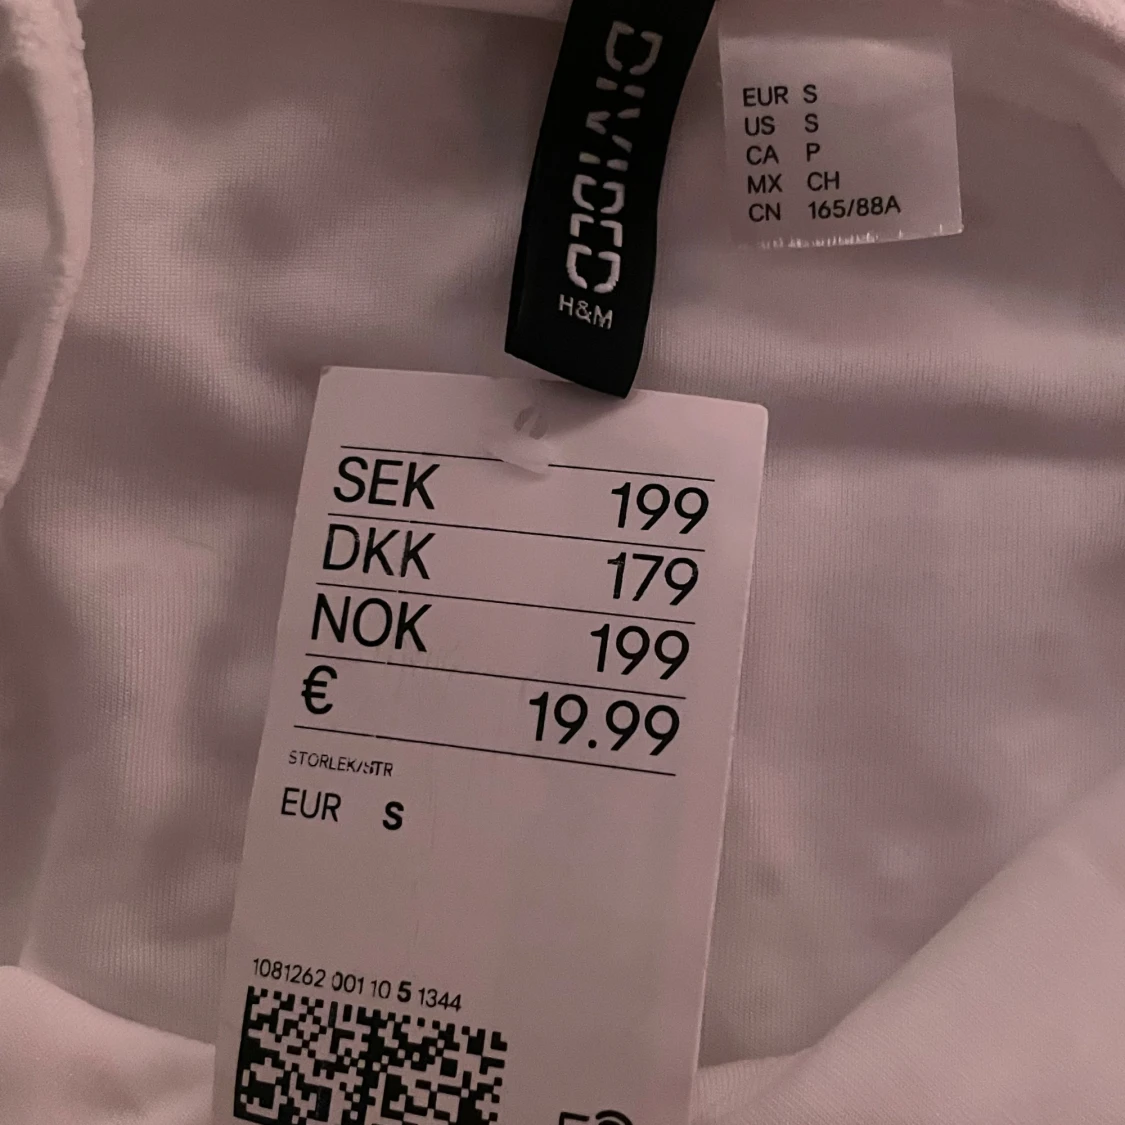 DIVIDED
H&M
EUR S
US S
CA P
MX CH
CN 165/88A
SEK 199
DKK 179
NOK 199
€ 19.99
STORLEK/STR
EUR S
1081262 001 10 5 1344